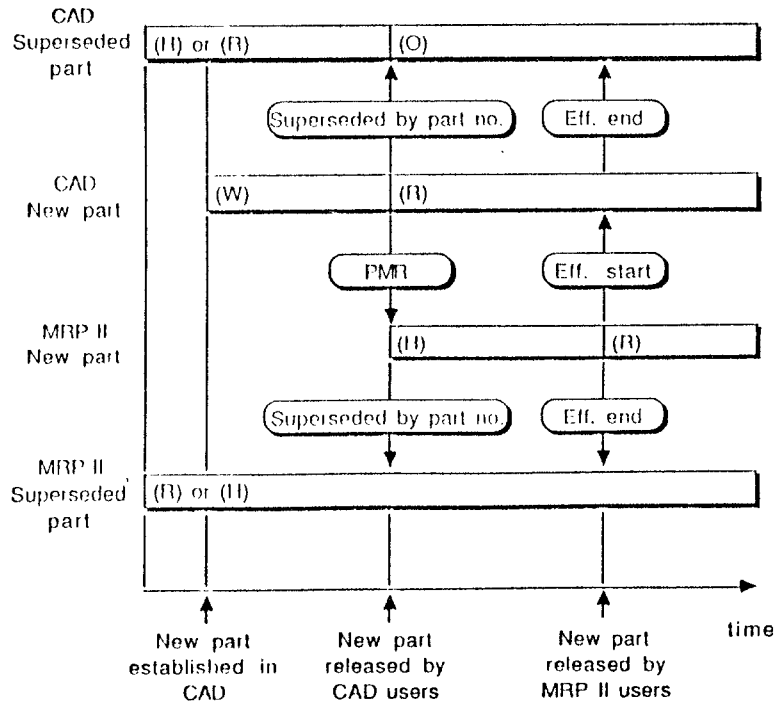 CAD
Superseded
part
(H) or (R)
(O)
Superseded by part no.
Eff. end
CAD
New part
(W)
(R)
PMR
Eff. start
MRP II
New part
(H)
(R)
Superseded by part no.
Eff. end
MRP II
Superseded
part
(R) or (H)
time
New part
established in
CAD
New part
released by
CAD users
New part
released by
MRP II users